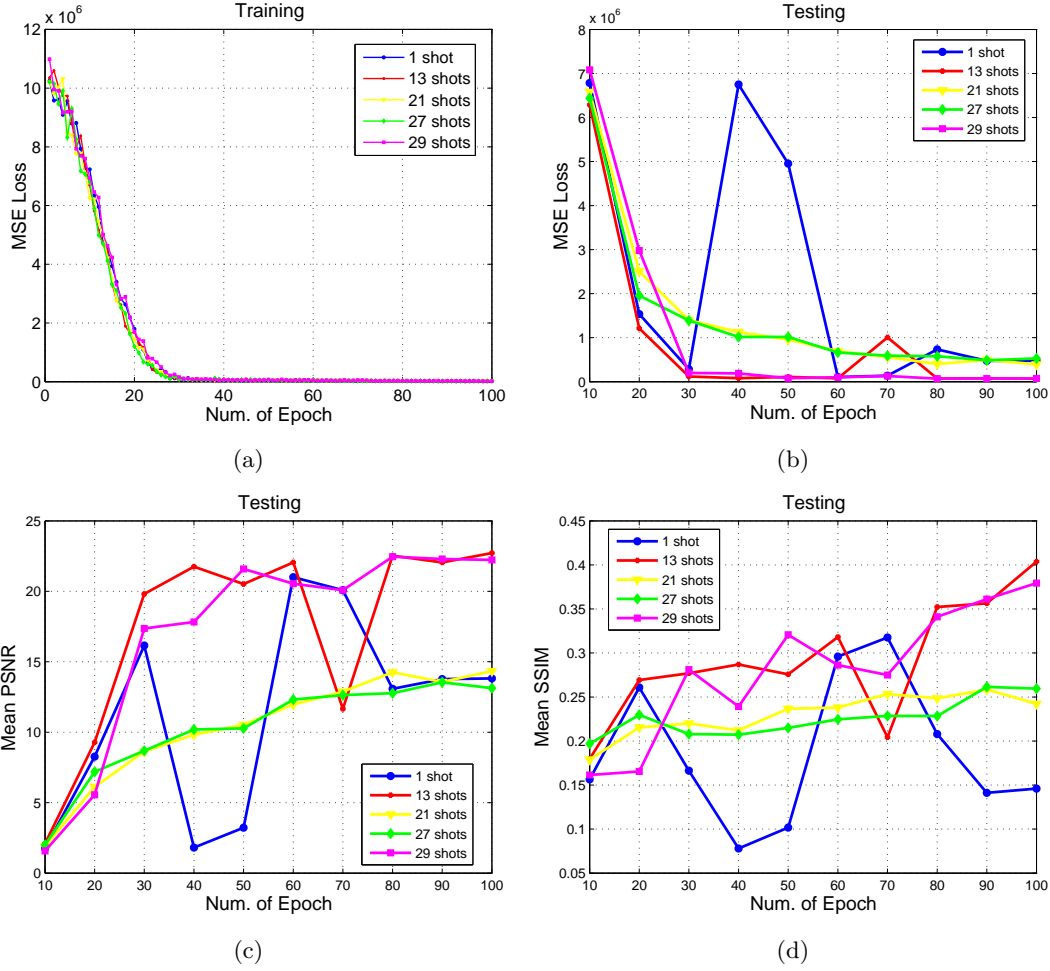 Training
× 10^6
12
10
8
6
4
2
0
MSE Loss
1 shot
13 shots
21 shots
27 shots
29 shots
0 20 40 60 80 100
Num. of Epoch
(a)
Testing
× 10^6
8
7
6
5
4
3
2
1
0
MSE Loss
1 shot
13 shots
21 shots
27 shots
29 shots
10 20 30 40 50 60 70 80 90 100
Num. of Epoch
(b)
Testing
25
20
15
10
5
0
Mean PSNR
1 shot
13 shots
21 shots
27 shots
29 shots
10 20 30 40 50 60 70 80 90 100
Num. of Epoch
(c)
Testing
0.45
0.4
0.35
0.3
0.25
0.2
0.15
0.1
0.05
Mean SSIM
1 shot
13 shots
21 shots
27 shots
29 shots
10 20 30 40 50 60 70 80 90 100
Num. of Epoch
(d)